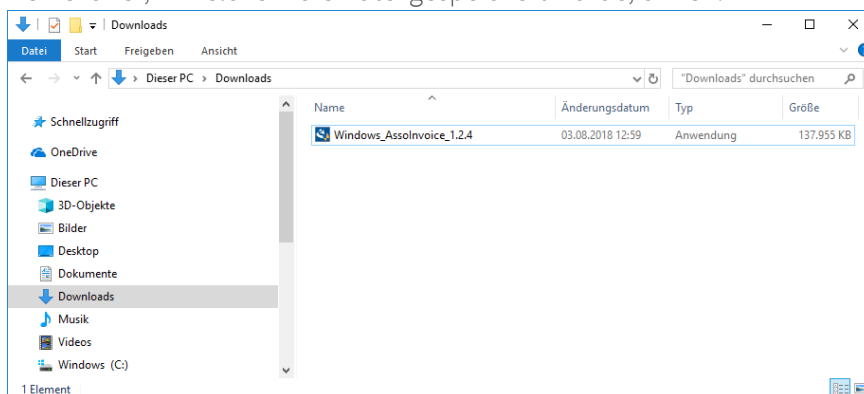 Downloads
Datei Start Freigeben Ansicht
Dieser PC Downloads "Downloads" durchsuchen
Name Änderungsdatum Typ Größe
Schnellzugriff
Windows_AssoInvoice_1.2.4 03.08.2018 12:59 Anwendung 137.955 KB
OneDrive
Dieser PC
3D-Objekte
Bilder
Desktop
Dokumente
Downloads
Musik
Videos
Windows (C:)
1 Element